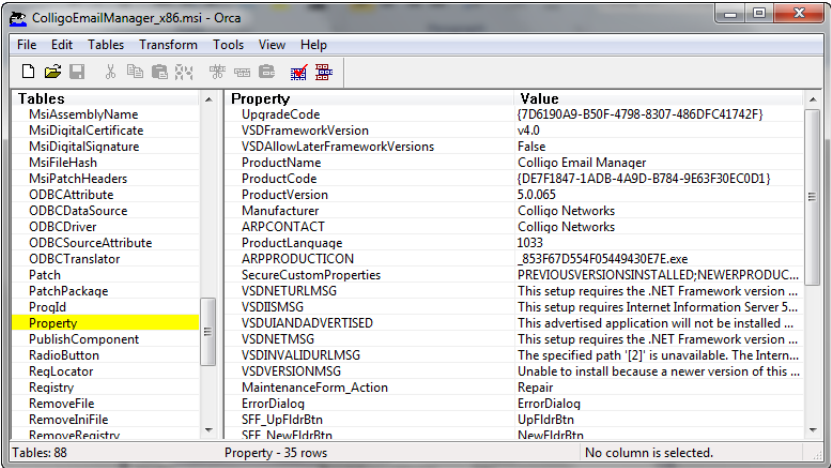 ColligoEmailManager_x86.msi - Orca
File Edit Tables Transform Tools View Help
Tables
MsiAssemblyName
MsiDigitalCertificate
MsiDigitalSignature
MsiFileHash
MsiPatchHeaders
ODBCAttribute
ODBCDataSource
ODBCDriver
ODBCSourceAttribute
ODBCTranslator
Patch
PatchPackage
ProgId
Property
PublishComponent
RadioButton
RegLocator
Registry
RemoveFile
RemoveIniFile
RemoveRegistry
Property Value
UpgradeCode {7D6190A9-B50F-4798-8307-486DFC41742F}
VSDFrameworkVersion v4.0
VSDAllowLaterFrameworkVersions False
ProductName Colligo Email Manager
ProductCode {DE7F1847-1ADB-4A9D-B784-9E63F30EC0D1}
ProductVersion 5.0.065
Manufacturer Colligo Networks
ARPCONTACT Colligo Networks
ProductLanguage 1033
ARPPRODUCTICON _853F67D554F05449430E7E.exe
SecureCustomProperties PREVIOUSVERSIONSINSTALLED;NEWERPRODUC...
VSDNETURLMSG This setup requires the .NET Framework version ...
VSDIISMSG This setup requires Internet Information Server 5...
VSDUIANDADVERTISED This advertised application will not be installed ...
VSDNETMSG This setup requires the .NET Framework version ...
VSDINVALIDURLMSG The specified path '[2]' is unavailable. The Intern...
VSDVERSIONMSG Unable to install because a newer version of this ...
MaintenanceForm_Action Repair
ErrorDialog ErrorDialog
SFF_UpFldrBtn UpFldrBtn
SFF_NewFldrBtn NewFldrBtn
Tables: 88 Property - 35 rows No column is selected.